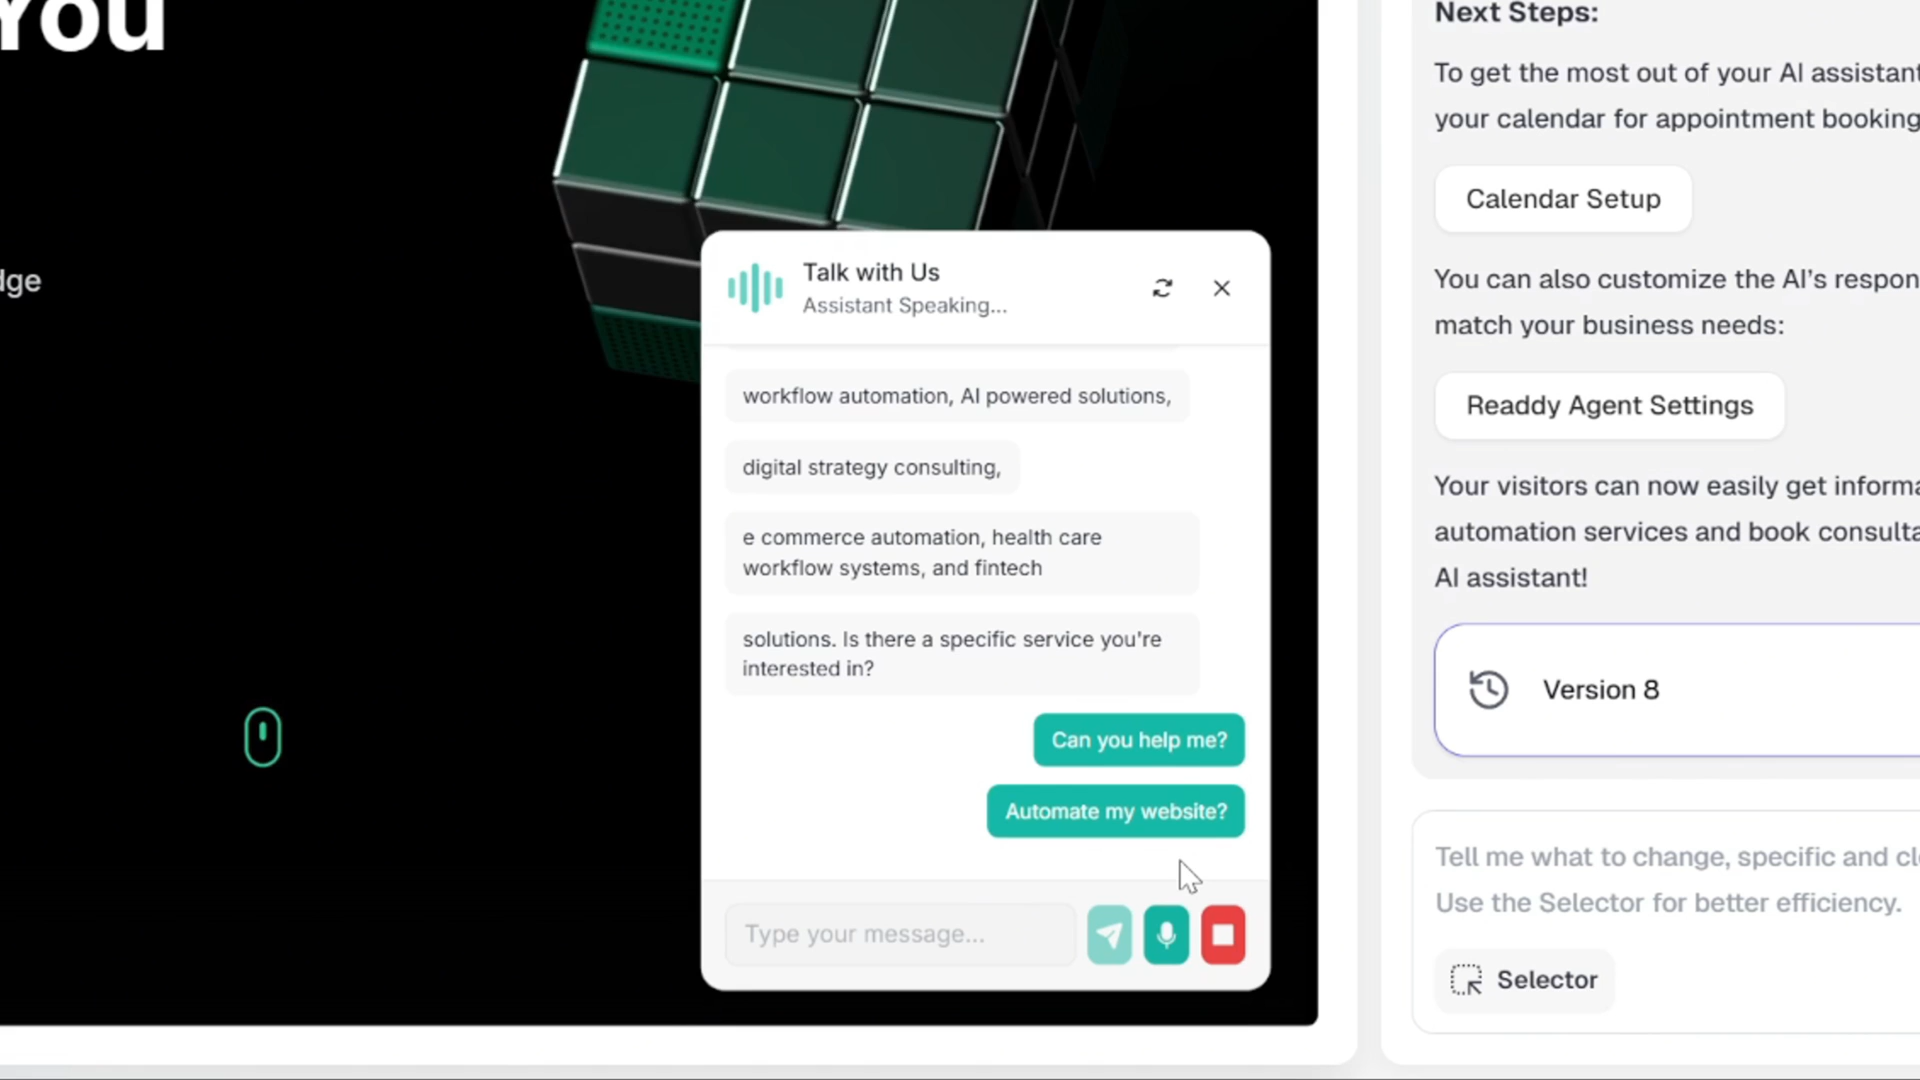 You
dge
Talk with Us
Assistant Speaking...
workflow automation, AI powered solutions,
digital strategy consulting,
e commerce automation, health care
workflow systems, and fintech
solutions. Is there a specific service you're
interested in?
Can you help me?
Automate my website?
Type your message...
Next Steps:
To get the most out of your AI assistant
your calendar for appointment booking
Calendar Setup
You can also customize the AI's respon
match your business needs:
Readdy Agent Settings
Your visitors can now easily get informa
automation services and book consulta
AI assistant!
Version 8
Tell me what to change, specific and cl
Use the Selector for better efficiency.
Selector